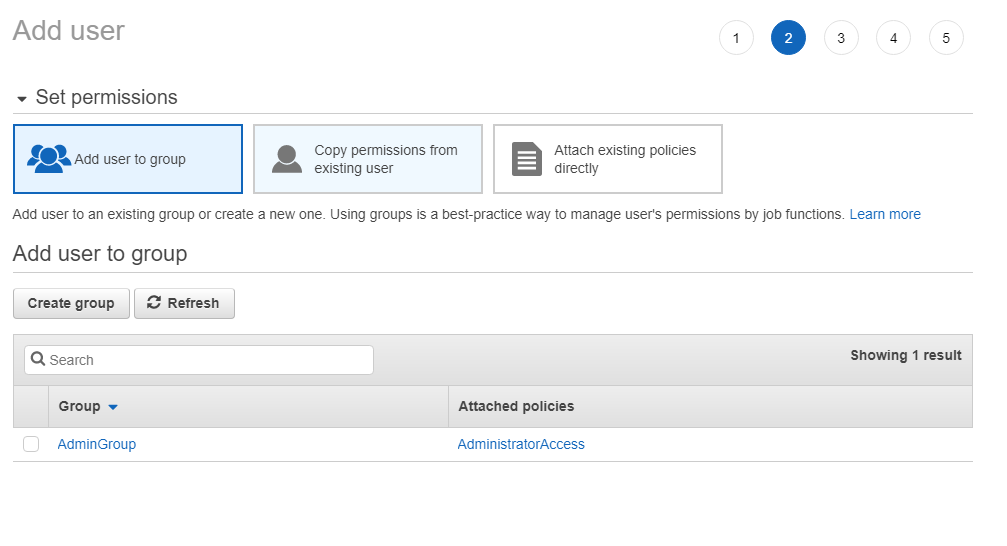 Add user
1 2 3 4 5
Set permissions
Add user to group
Copy permissions from
existing user
Attach existing policies
directly
Add user to an existing group or create a new one. Using groups is a best-practice way to manage user's permissions by job functions. Learn more
Add user to group
Create group Refresh
Search
Showing 1 result
Group Attached policies
AdminGroup AdministratorAccess